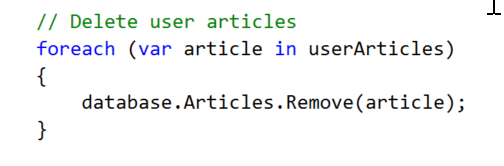 // Delete user articles
foreach (var article in userArticles)
{
    database.Articles.Remove(article);
}